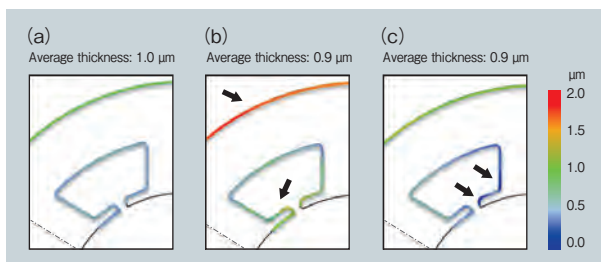 (a)
Average thickness: 1.0 μm
(b)
Average thickness: 0.9 μm
(c)
Average thickness: 0.9 μm
μm
2.0
1.5
1.0
0.5
0.0